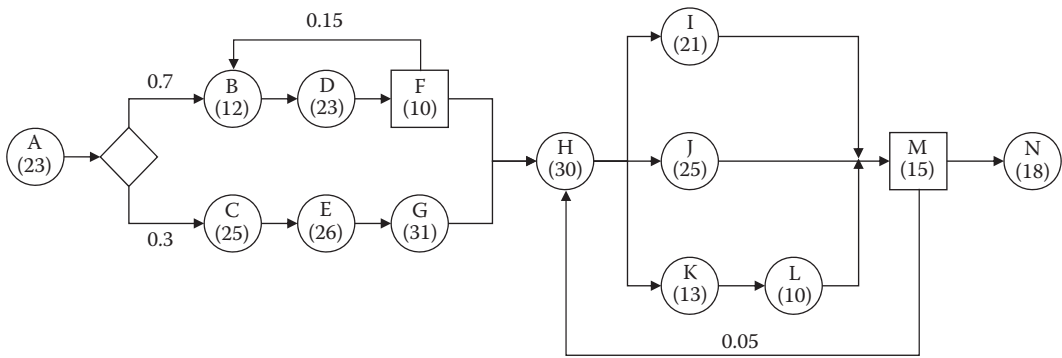 0.15
I
(21)
0.7
B
(12)
D
(23)
F
(10)
A
(23)
H
(30)
J
(25)
M
(15)
N
(18)
C
(25)
E
(26)
G
(31)
0.3
K
(13)
L
(10)
0.05